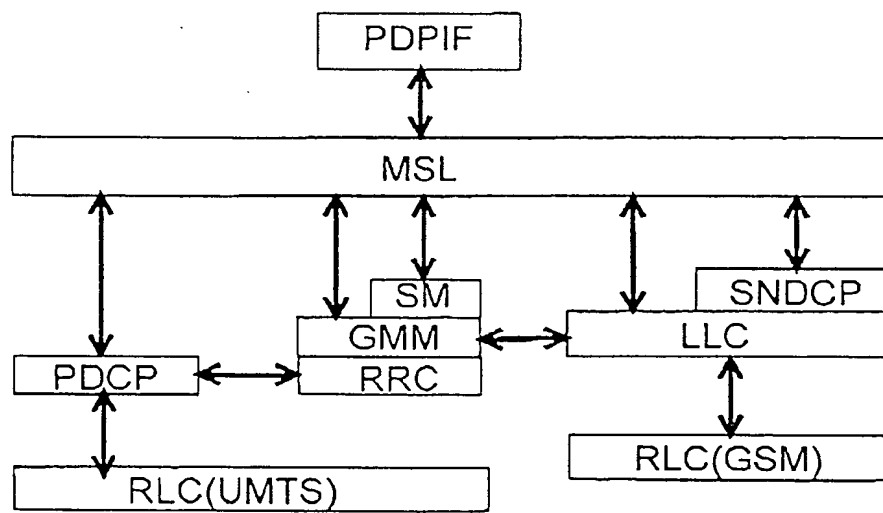 PDPIF
MSL
SM
SNDCP
GMM
LLC
PDCP
RRC
RLC(GSM)
RLC(UMTS)